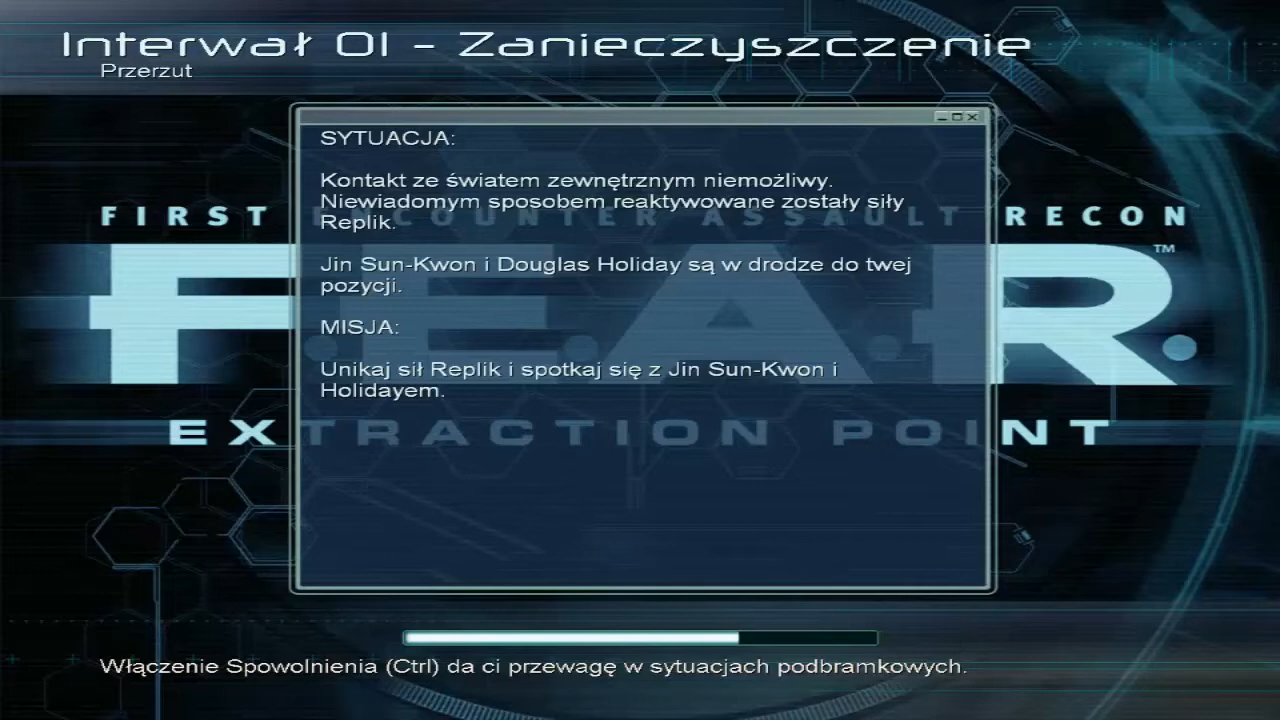 Interwał 01 - Zanieczyszczenie
Przerzut
SYTUACJA:
Kontakt ze światem zewnętrznym niemożliwy.
Niewiadomym sposobem reaktywowane zostały siły
Replik.
Jin Sun-Kwon i Douglas Holiday są w drodze do twej
pozycji.
MISJA:
Unikaj sił Replik i spotkaj się z Jin Sun-Kwon i
Holidayem.
FIRST ENCOUNTER ASSAULT RECON
F.E.A.R.™
EXTRACTION POINT
Włączenie Spowolnienia (Ctrl) da ci przewagę w sytuacjach podbramkowych.